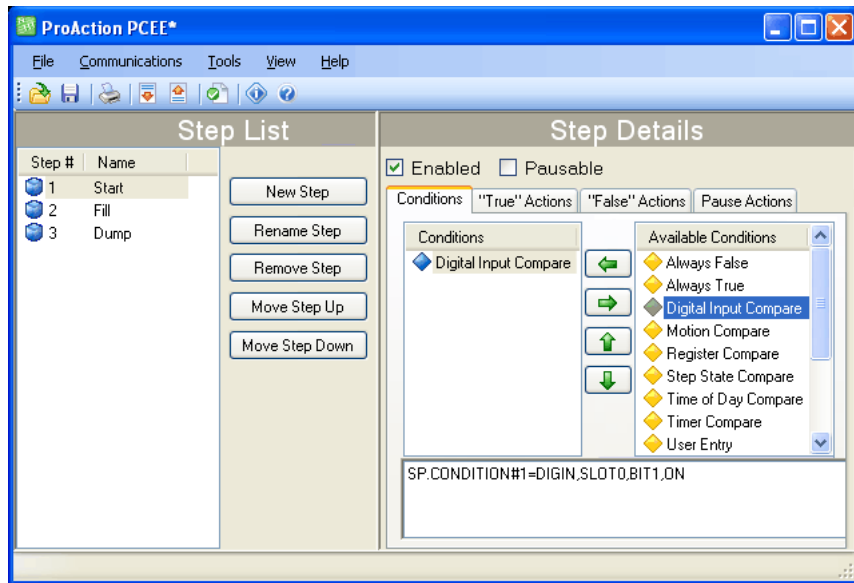 ProAction PCEE*
File Communications Tools View Help
Step List
Step Details
Step # Name
1 Start
2 Fill
3 Dump
New Step
Rename Step
Remove Step
Move Step Up
Move Step Down
Enabled Pausable
Conditions "True" Actions "False" Actions Pause Actions
Conditions
Digital Input Compare
Available Conditions
Always False
Always True
Digital Input Compare
Motion Compare
Register Compare
Step State Compare
Time of Day Compare
Timer Compare
User Entry
SP.CONDITION#1=DIGIN,SLOT0,BIT1,ON